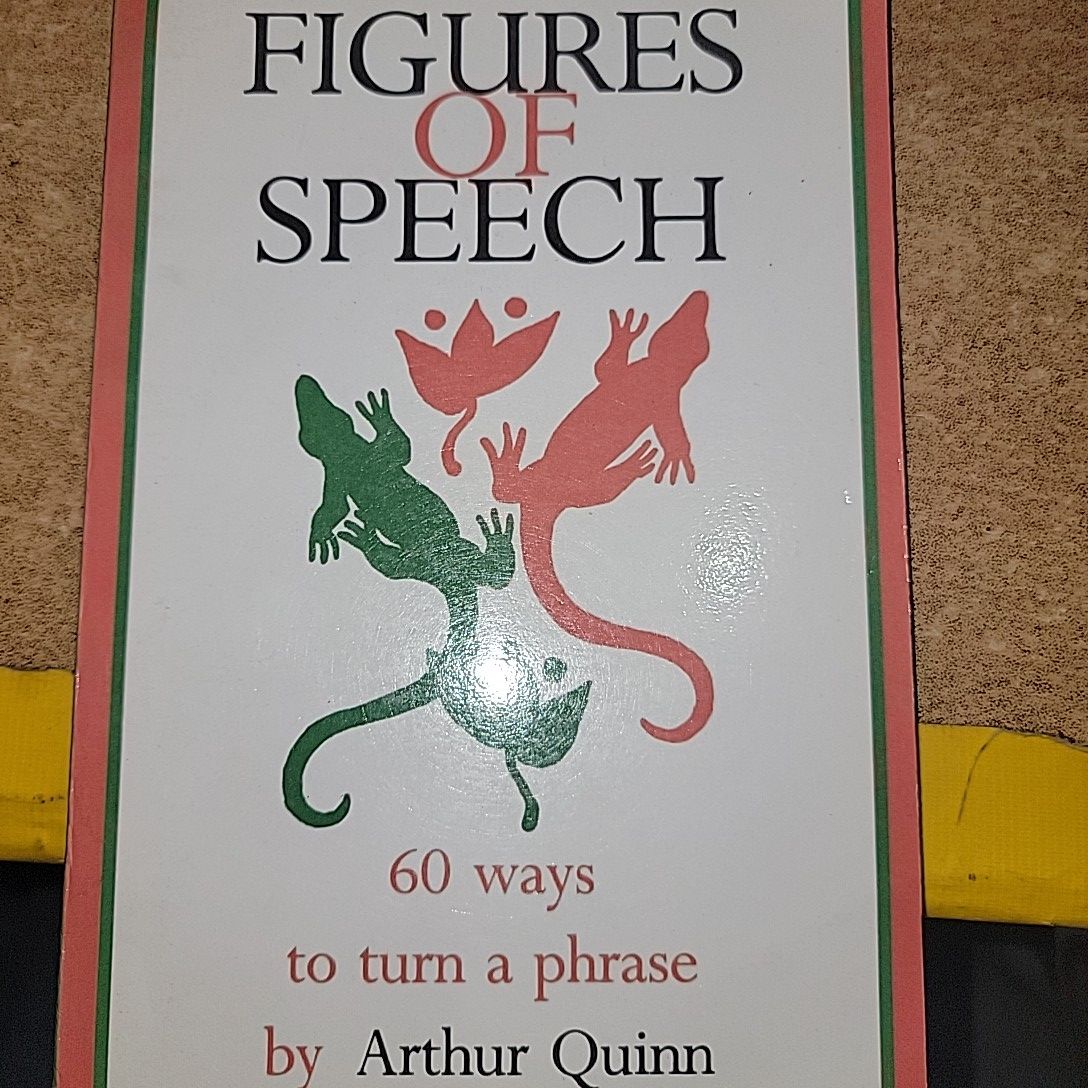 FIGURES
OF
SPEECH
60 ways
to turn a phrase
by Arthur Quinn